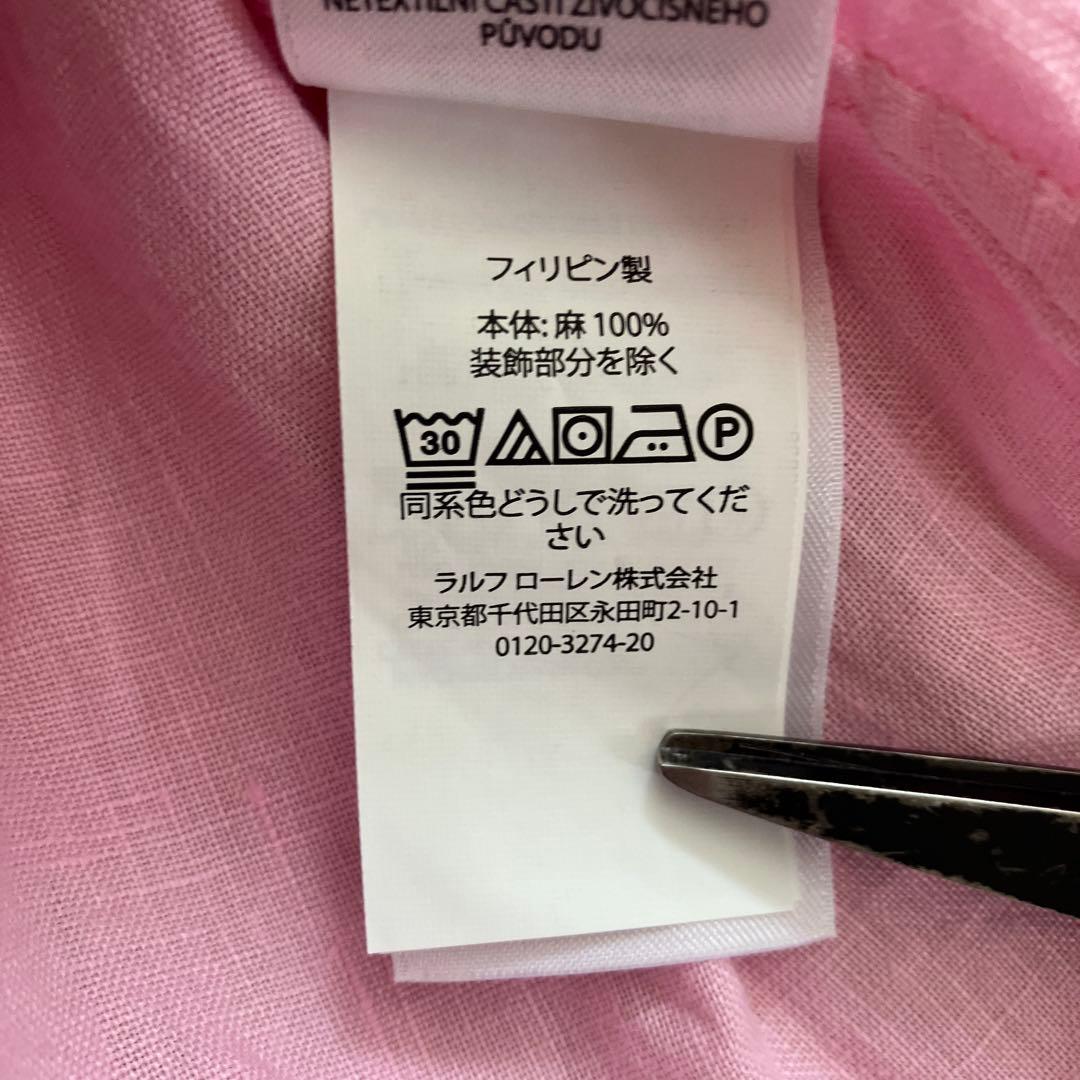 NETEXTILNÍ ČÁSTI ŽIVOČIŠNÉHO
PŮVODU
フィリピン製
本体: 麻 100%
装飾部分を除く
30 P
同系色どうしで洗ってくだ
さい
ラルフ ローレン株式会社
東京都千代田区永田町2-10-1
0120-3274-20